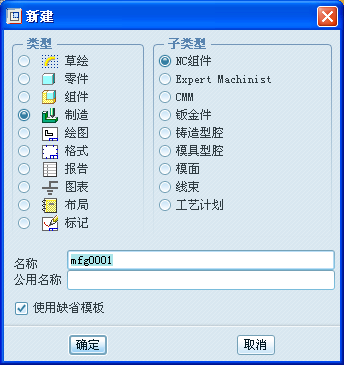 新建
类型
草绘
零件
组件
制造
绘图
格式
报告
图表
布局
标记
子类型
NC组件
Expert Machinist
CMM
钣金件
铸造型腔
模具型腔
模面
线束
工艺计划
名称
mfg0001
公用名称
使用缺省模板
确定
取消